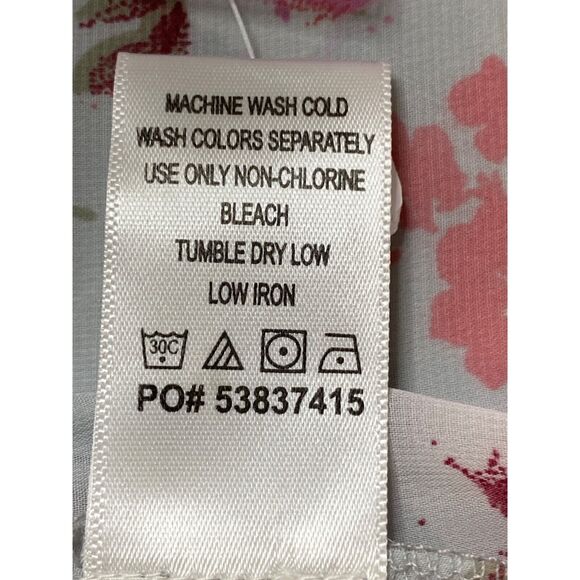 MACHINE WASH COLD
WASH COLORS SEPARATELY
USE ONLY NON-CHLORINE
BLEACH
TUMBLE DRY LOW
LOW IRON
30C
PO# 53837415